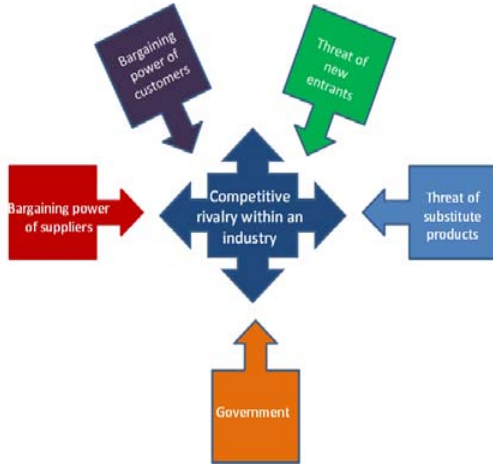 Bargaining
power of
customers
Threat of
new
entrants
Bargaining power
of suppliers
Competitive
rivalry within an
industry
Threat of
substitute
products
Government